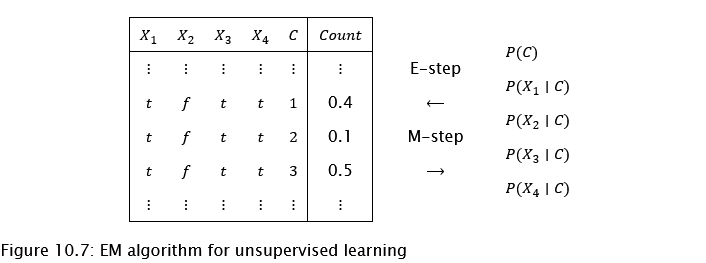 X₁ X₂ X₃ X₄ C Count
⋮ ⋮ ⋮ ⋮ ⋮ ⋮
t f t t 1 0.4
t f t t 2 0.1
t f t t 3 0.5
⋮ ⋮ ⋮ ⋮ ⋮ ⋮
E-step
←
M-step
→
P(C)
P(X₁ | C)
P(X₂ | C)
P(X₃ | C)
P(X₄ | C)
Figure 10.7: EM algorithm for unsupervised learning